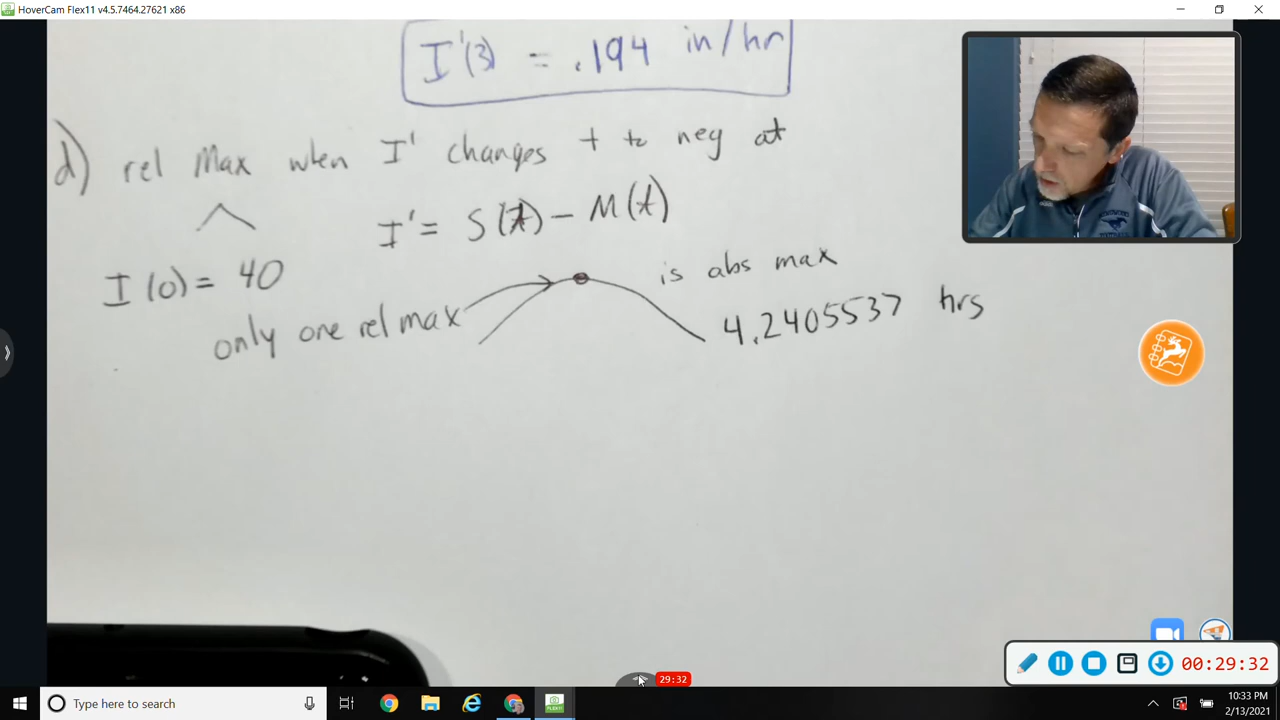 HoverCam Flex11 v4.5.7464.27621 x86
I'(3) = .194 in/hr
d) rel Max when I' changes + to neg at
I' = S(t) - M(t)
I(0) = 40
is abs max
only one rel max
4.2405537 hrs
00:29:32
29:32
Type here to search
FLEX11
10:33 PM
2/13/2021